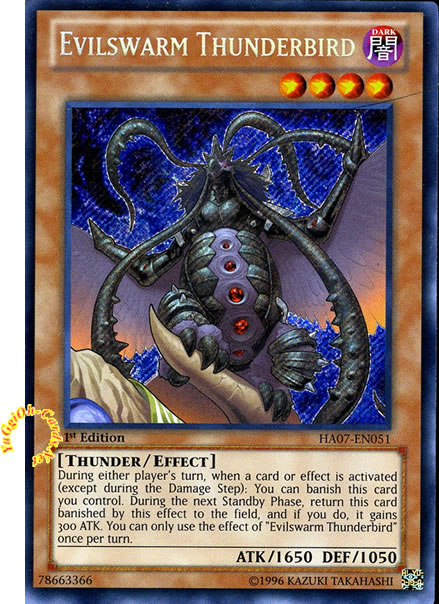 EVILSWARM THUNDERBIRD
DARK
闇
1st Edition
HA07-EN051
[THUNDER/EFFECT]
During either player's turn, when a card or effect is activated
(except during the Damage Step): You can banish this card
you control. During the next Standby Phase, return this card
banished by this effect to the field, and if you do, it gains
300 ATK. You can only use the effect of "Evilswarm Thunderbird"
once per turn.
ATK/1650 DEF/1050
78663366
©1996 KAZUKI TAKAHASHI
YuGgiOh-Cards.Net